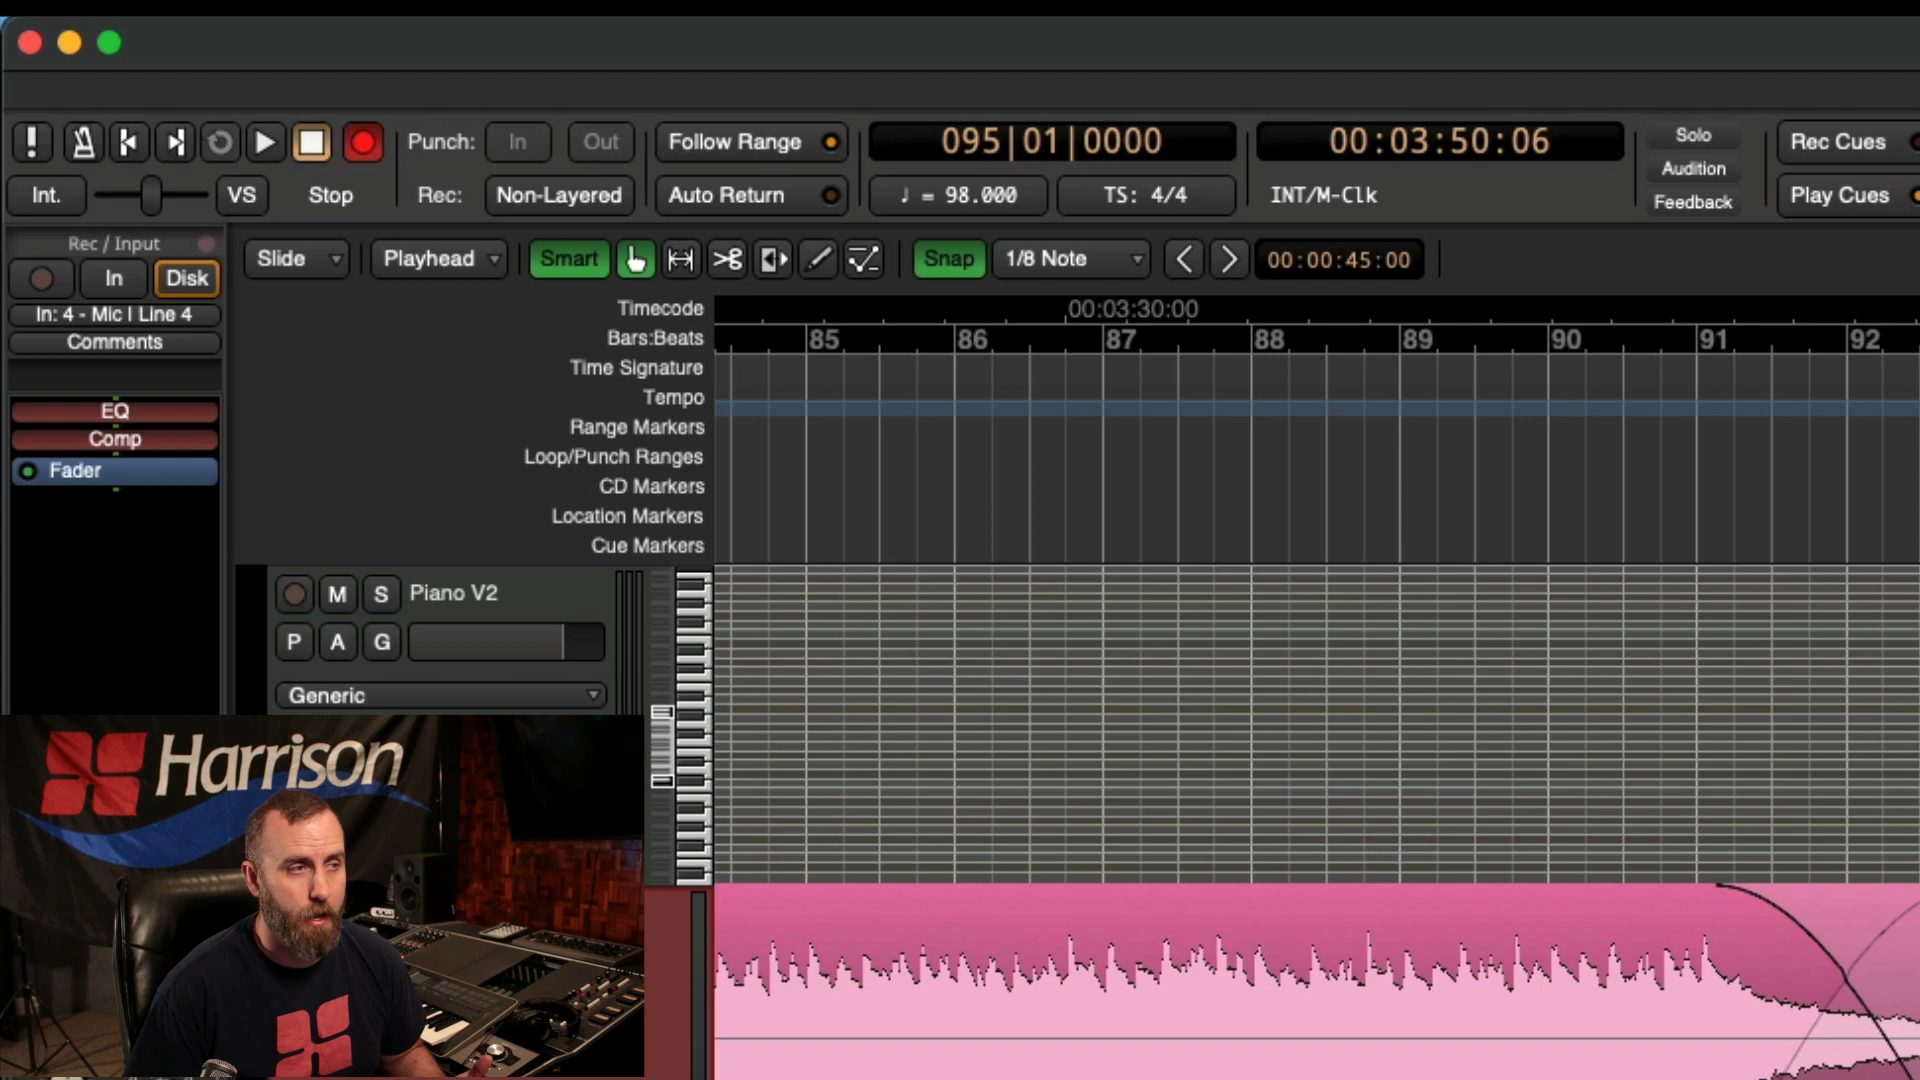 Punch: In Out Follow Range 095|01|0000 00:03:50:06 Solo Rec Cues
Audition
Int. VS Stop Rec: Non-Layered Auto Return ♩ = 98.000 TS: 4/4 INT/M-Clk Play Cues
Feedback
Rec / Input
In Disk
Slide Playhead Smart Snap 1/8 Note 00:00:45:00
In: 4 - Mic | Line 4
Comments
EQ
Comp
Fader
Timecode 00:03:30:00
Bars:Beats 85 86 87 88 89 90 91 92
Time Signature
Tempo
Range Markers
Loop/Punch Ranges
CD Markers
Location Markers
Cue Markers
M S Piano V2
P A G
Generic
Harrison